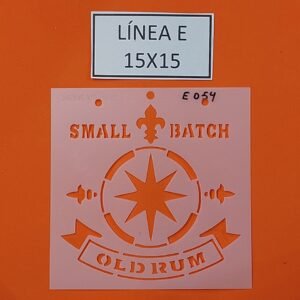 LÍNEA E
15X15
E 054
SMALL BATCH
OLD RUM